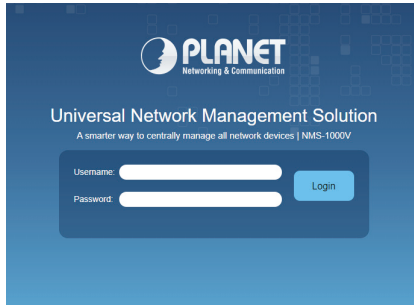 PLANET
Networking & Communication
Universal Network Management Solution
A smarter way to centrally manage all network devices | NMS-1000V
Username:
Login
Password: